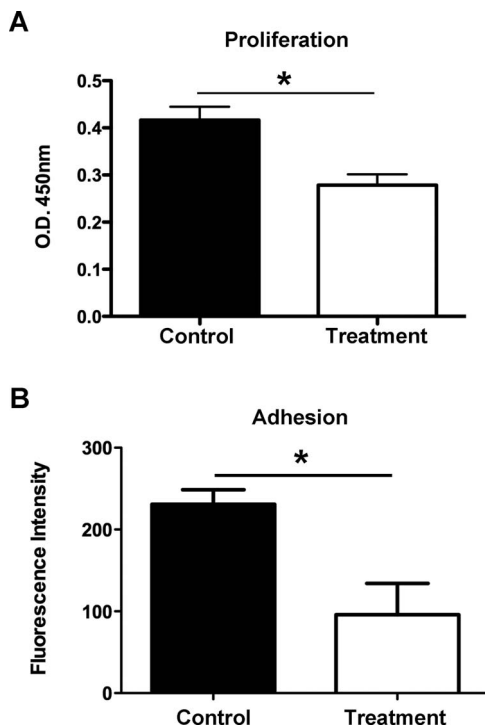 A
Proliferation
*
0.5
0.4
0.3
0.2
0.1
0.0
O.D. 450nm
Control Treatment
B
Adhesion
*
300
200
100
0
Fluorescence Intensity
Control Treatment